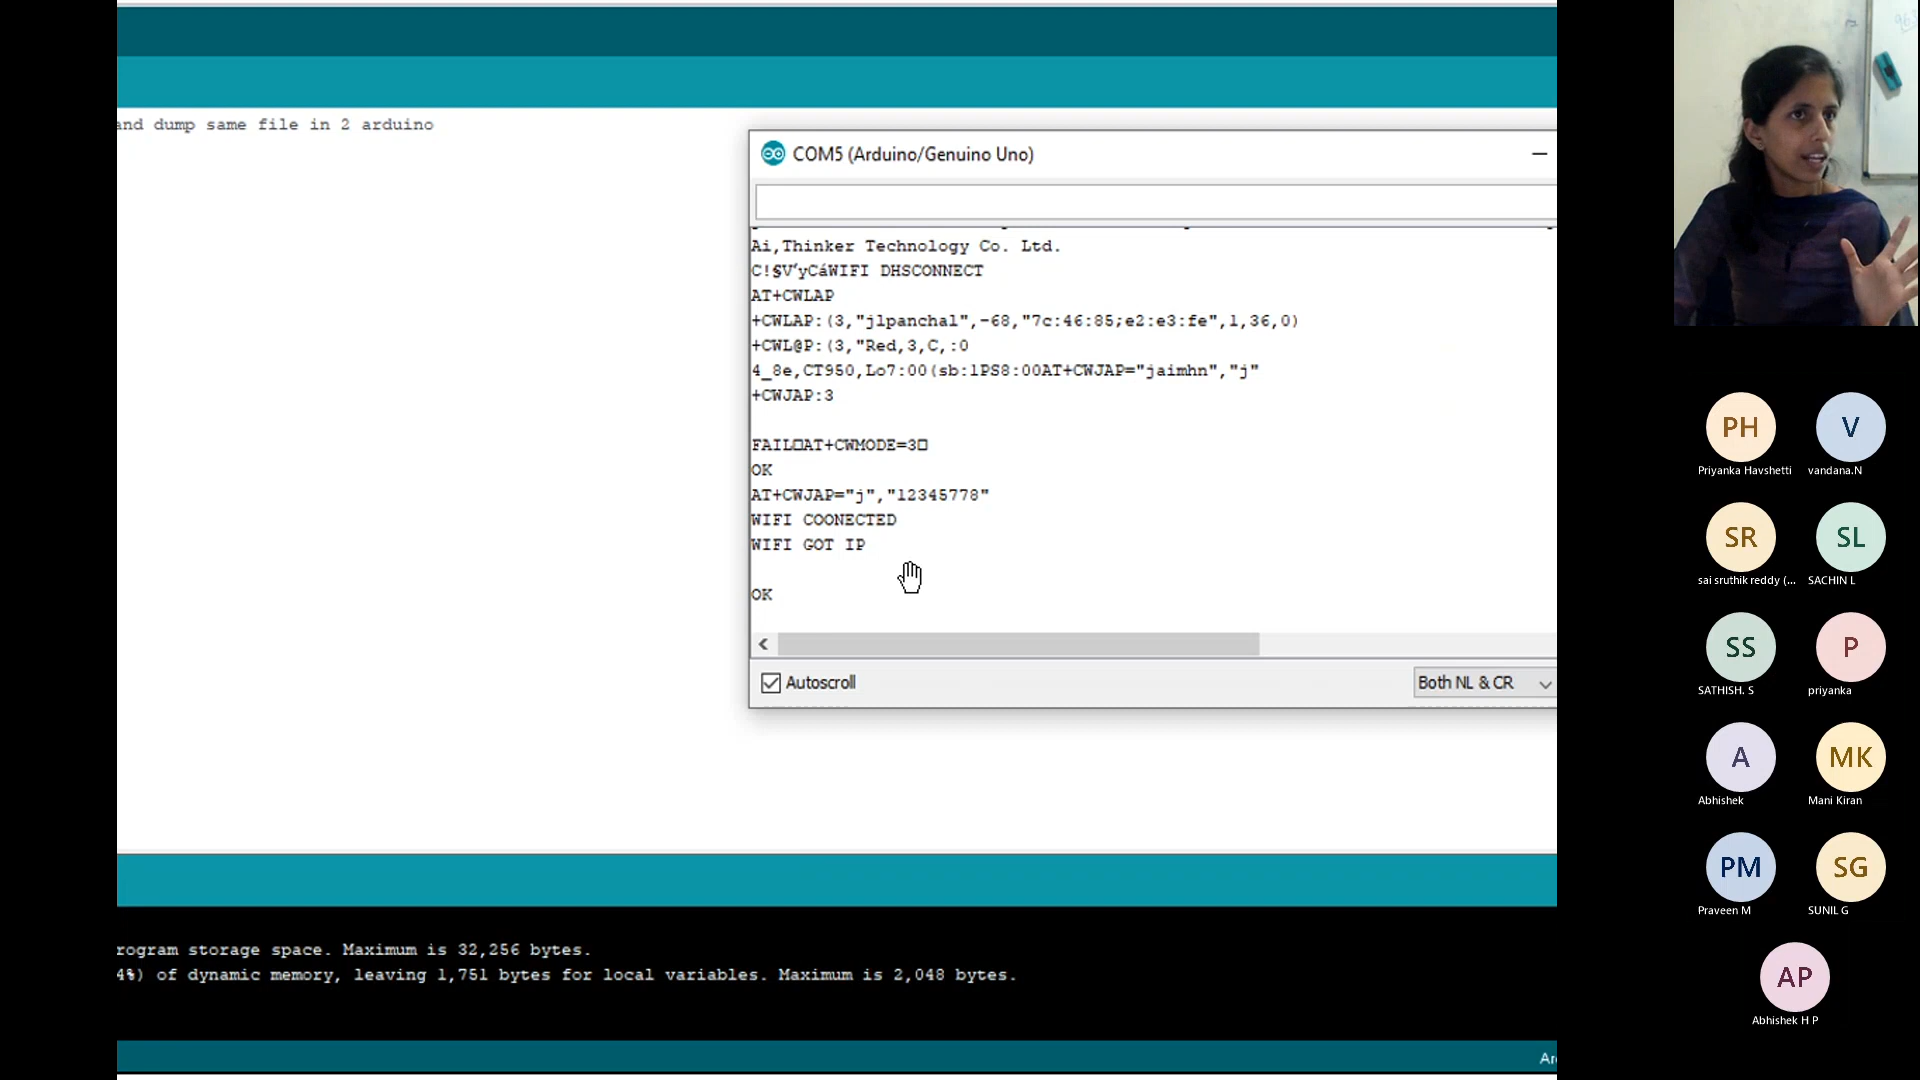 and dump same file in 2 arduino
COM5 (Arduino/Genuino Uno)
Ai,Thinker Technology Co. Ltd.
C!$V'yCáWIFI DHSCONNECT
AT+CWLAP
+CWLAP:(3,"jlpanchal",-68,"7c:46:85;e2:e3:fe",1,36,0)
+CWL@P:(3,"Red,3,C,:0
4_8e,CT950,Lo7:00(sb:1PS8:00AT+CWJAP="jaimhn","j"
+CWJAP:3
FAIL□AT+CWMODE=3□
OK
AT+CWJAP="j","12345778"
WIFI COONECTED
WIFI GOT IP
OK
Autoscroll
Both NL & CR
rogram storage space. Maximum is 32,256 bytes.
4%) of dynamic memory, leaving 1,751 bytes for local variables. Maximum is 2,048 bytes.
Ar
PH
V
Priyanka Havshetti
vandana.N
SR
SL
sai sruthik reddy (...
SACHIN L
SS
P
SATHISH. S
priyanka
A
MK
Abhishek
Mani Kiran
PM
SG
Praveen M
SUNIL G
AP
Abhishek H P